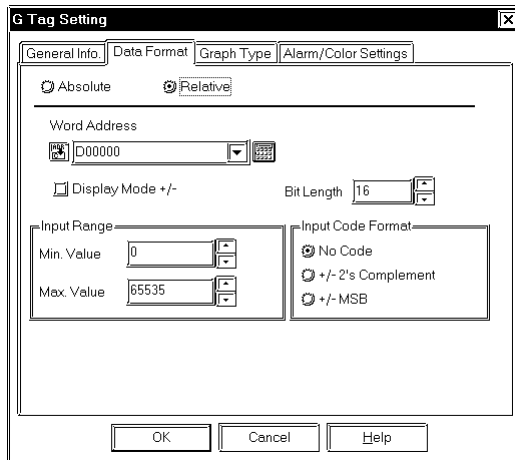 G Tag Setting
General Info. Data Format Graph Type Alarm/Color Settings
Absolute Relative
Word Address
D00000
Display Mode +/- Bit Length 16
Input Range
Min. Value 0
Max. Value 65535
Input Code Format
No Code
+/- 2's Complement
+/- MSB
OK Cancel Help